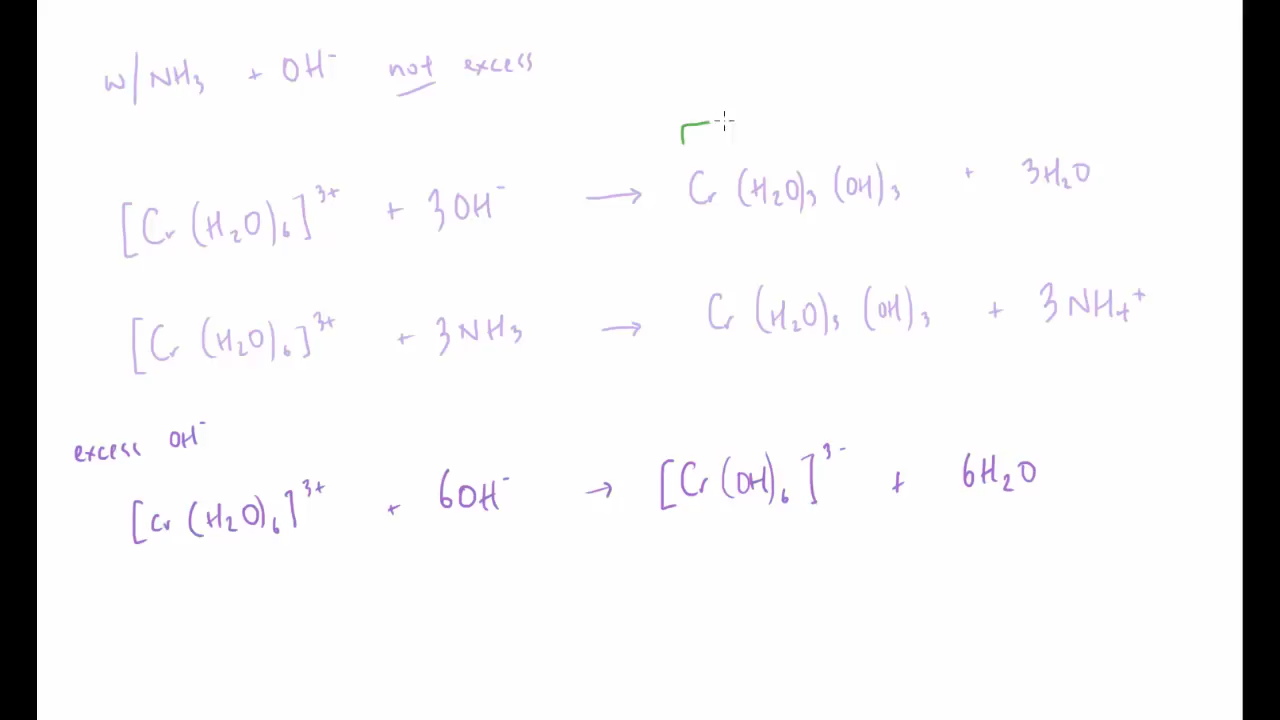 w/NH₃ + OH⁻ not excess
[Cr(H₂O)₆]³⁺ + 3OH⁻ → Cr(H₂O)₃(OH)₃ + 3H₂O
[Cr(H₂O)₆]³⁺ + 3NH₃ → Cr(H₂O)₃(OH)₃ + 3NH₄⁺
excess OH⁻
[Cr(H₂O)₆]³⁺ + 6OH⁻ → [Cr(OH)₆]³⁻ + 6H₂O